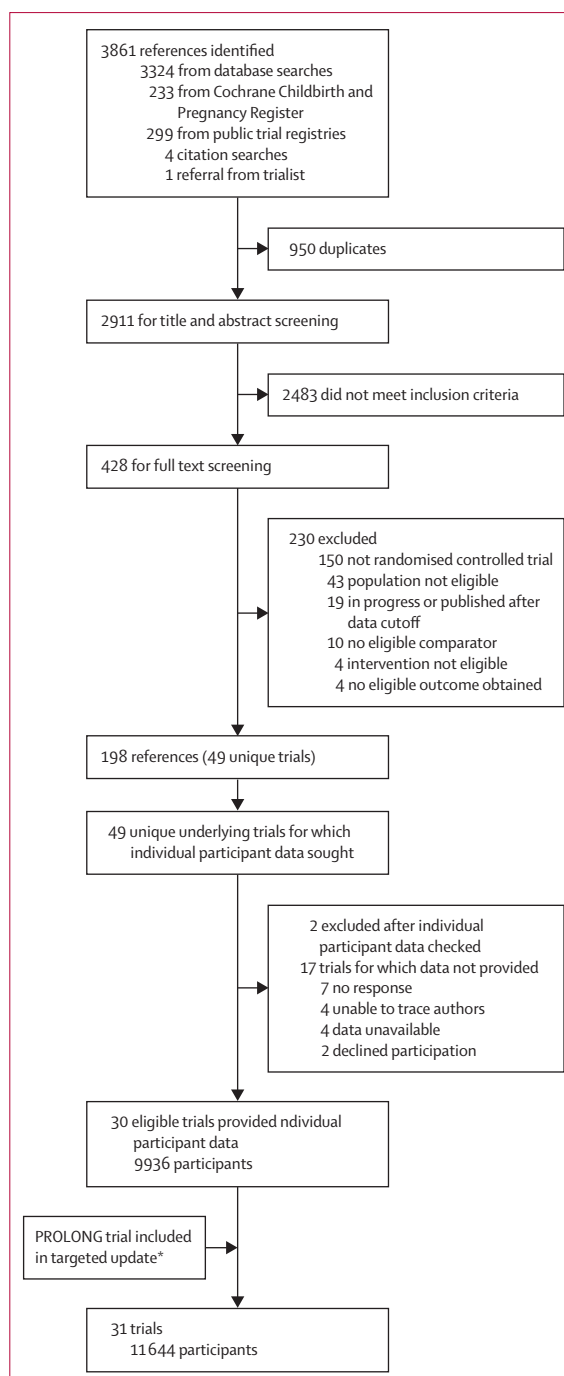 3861 references identified
3324 from database searches
233 from Cochrane Childbirth and
Pregnancy Register
299 from public trial registries
4 citation searches
1 referral from trialist
950 duplicates
2911 for title and abstract screening
2483 did not meet inclusion criteria
428 for full text screening
230 excluded
150 not randomised controlled trial
43 population not eligible
19 in progress or published after
data cutoff
10 no eligible comparator
4 intervention not eligible
4 no eligible outcome obtained
198 references (49 unique trials)
49 unique underlying trials for which
individual participant data sought
2 excluded after individual
participant data checked
17 trials for which data not provided
7 no response
4 unable to trace authors
4 data unavailable
2 declined participation
30 eligible trials provided ndividual
participant data
9936 participants
PROLONG trial included
in targeted update*
31 trials
11 644 participants